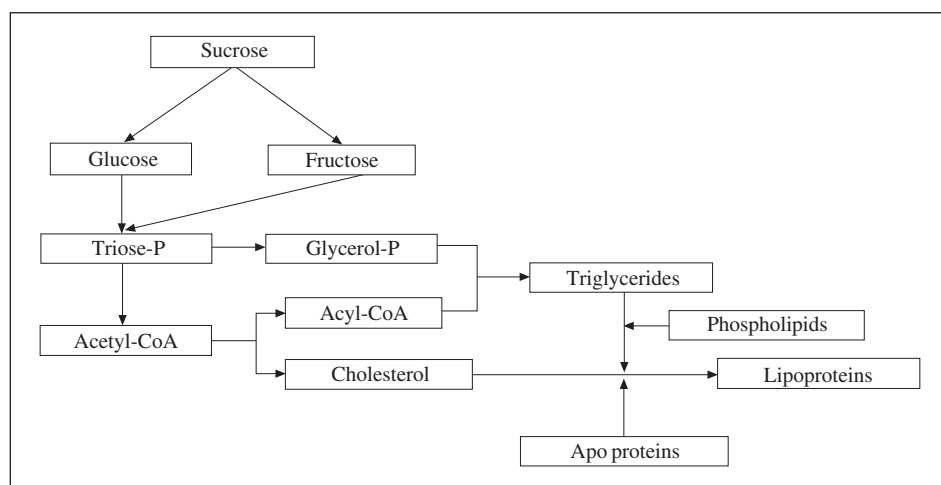 Sucrose
Glucose
Fructose
Triose-P
Glycerol-P
Triglycerides
Acyl-CoA
Phospholipids
Acetyl-CoA
Cholesterol
Lipoproteins
Apo proteins